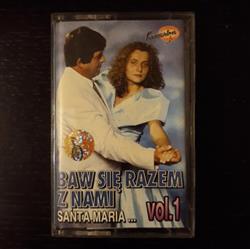 BAW SIĘ RAZEM
Z NAMI
SANTA MARIA ... vol.1